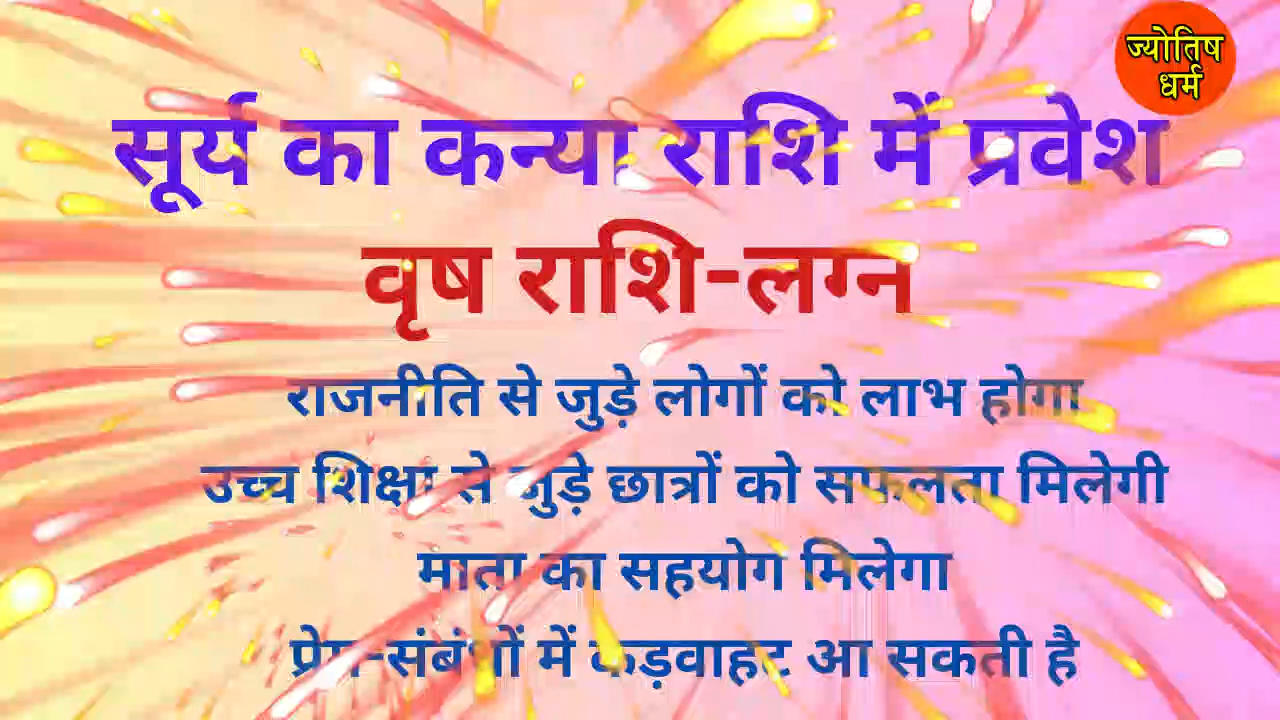 ज्योतिष
धर्म
सूर्य का कन्या राशि में प्रवेश
वृष राशि-लग्न
राजनीति से जुड़े लोगों को लाभ होगा
उच्च शिक्षा से जुड़े छात्रों को सफलता मिलेगी
माता का सहयोग मिलेगा
प्रेम-संबंधों में कड़वाहट आ सकती है